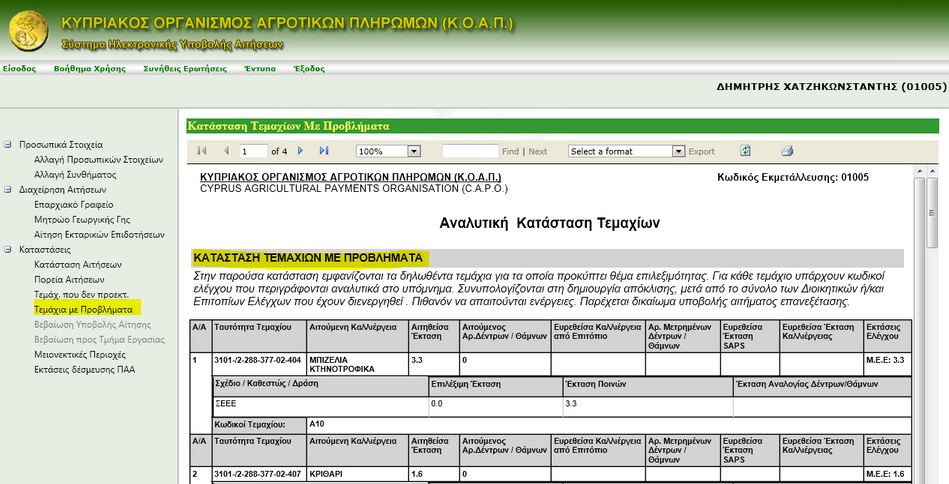 ΚΥΠΡΙΑΚΟΣ ΟΡΓΑΝΙΣΜΟΣ ΑΓΡΟΤΙΚΩΝ ΠΛΗΡΩΜΩΝ (Κ.Ο.Α.Π.)
Σύστημα Ηλεκτρονικής Υποβολής Αιτήσεων
Είσοδος Βοήθημα Χρήσης Συνήθεις Ερωτήσεις Έντυπα Έξοδος
ΔΗΜΗΤΡΗΣ ΧΑΤΖΗΚΩΝΣΤΑΝΤΗΣ (01005)
Προσωπικά Στοιχεία
Αλλαγή Προσωπικών Στοιχείων
Αλλαγή Συνθήματος
Διαχείρηση Αιτήσεων
Επαρχιακό Γραφείο
Μητρώο Γεωργικής Γης
Αίτηση Εκταρικών Επιδοτήσεων
Καταστάσεις
Κατάσταση Αιτήσεων
Πορεία Αιτήσεων
Τεμάχ. που δεν προεκτ.
Τεμάχια με Προβλήματα
Βεβαίωση Υποβολής Αίτησης
Βεβαίωση προς Τμήμα Εργασίας
Μειονεκτικές Περιοχές
Εκτάσεις δέσμευσης ΠΑΑ
Κατάσταση Τεμαχίων Με Προβλήματα
1 of 4 100% Find | Next Select a format Export
ΚΥΠΡΙΑΚΟΣ ΟΡΓΑΝΙΣΜΟΣ ΑΓΡΟΤΙΚΩΝ ΠΛΗΡΩΜΩΝ (Κ.Ο.Α.Π.) Κωδικός Εκμετάλλευσης: 01005
CYPRUS AGRICULTURAL PAYMENTS ORGANISATION (C.A.P.O.)
Αναλυτική Κατάσταση Τεμαχίων
ΚΑΤΑΣΤΑΣΗ ΤΕΜΑΧΙΩΝ ΜΕ ΠΡΟΒΛΗΜΑΤΑ
Στην παρούσα κατάσταση εμφανίζονται τα δηλωθέντα τεμάχια για τα οποία προκύπτει θέμα επιλεξιμότητας. Για κάθε τεμάχιο υπάρχουν κωδικοί
ελέγχου που περιγράφονται αναλυτικά στο υπόμνημα. Συνυπολογίζονται στη δημιουργία απόκλισης, μετά από το σύνολο των Διοικητικών ή/και
Επιτοπίων Ελέγχων που έχουν διενεργηθεί . Πιθανόν να απαιτούνται ενέργειες. Παρέχεται δικαίωμα υποβολής αιτήματος επανεξέτασης.
Α/Α Ταυτότητα Τεμαχίου Αιτούμενη Καλλιέργεια Αιτηθείσα Έκταση Αιτούμενος Αρ.Δέντρων / Θάμνων Ευρεθείσα Καλλιέργεια από Επιτόπιο Αρ. Μετρημένων Δέντρων / Θάμνων Ευρεθείσα Έκταση SAPS Ευρεθείσα Έκταση Καλλιέργειας Εκτάσεις Ελέγχου
1 3101-/2-288-377-02-404 ΜΠΙΖΕΛΙΑ ΚΤΗΝΟΤΡΟΦΙΚΑ 3.3 0 Μ.Ε.Ε: 3.3
Σχέδιο / Καθεστώς / Δράση Επιλέξιμη Έκταση Έκταση Ποινών Έκταση Αναλογίας Δέντρων/Θάμνων
ΣΕΕΕ 0.0 3.3
Κωδικοί Τεμαχίου: A10
Α/Α Ταυτότητα Τεμαχίου Αιτούμενη Καλλιέργεια Αιτηθείσα Έκταση Αιτούμενος Αρ.Δέντρων / Θάμνων Ευρεθείσα Καλλιέργεια από Επιτόπιο Αρ. Μετρημένων Δέντρων / Θάμνων Ευρεθείσα Έκταση SAPS Ευρεθείσα Έκταση Καλλιέργειας Εκτάσεις Ελέγχου
2 3101-/2-288-377-02-407 ΚΡΙΘΑΡΙ 1.6 0 Μ.Ε.Ε: 1.6